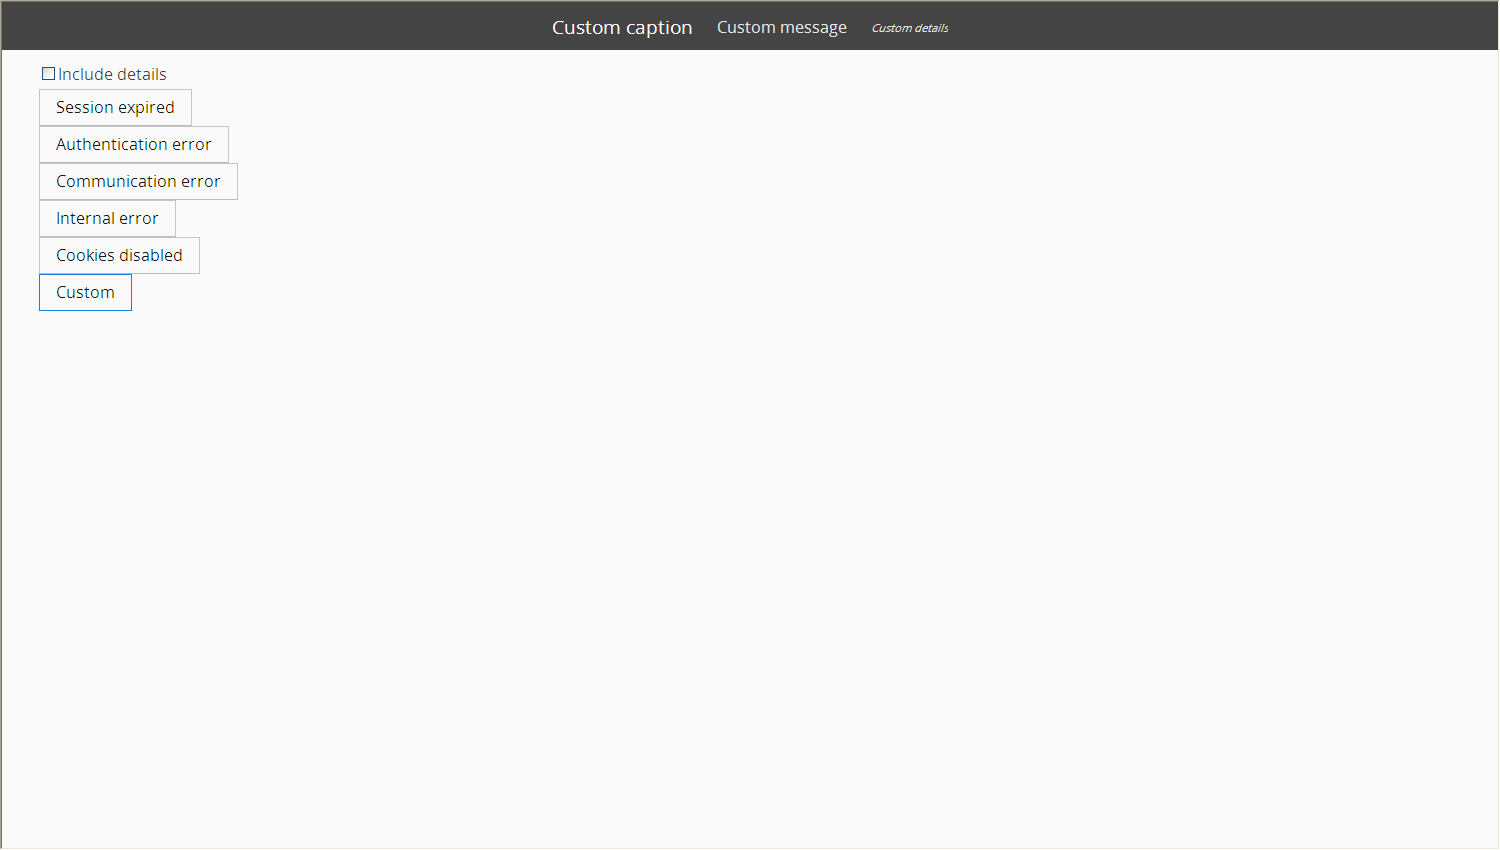 Custom caption Custom message Custom details
Include details
Session expired
Authentication error
Communication error
Internal error
Cookies disabled
Custom